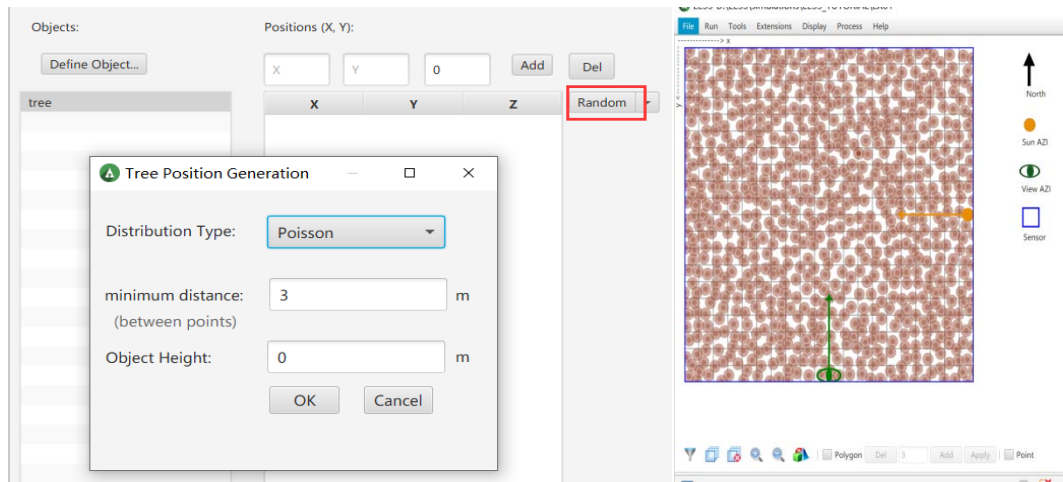 Objects:
Positions (X, Y):
Define Object...
X
Y
0
Add
Del
tree
X
Y
Z
Random
Tree Position Generation
Distribution Type:
Poisson
minimum distance:
3
m
(between points)
Object Height:
0
m
OK
Cancel
File Run Tools Extensions Display Process Help
--------------> x
North
Sun AZI
View AZI
Sensor
Polygon
Del
3
Add
Apply
Point